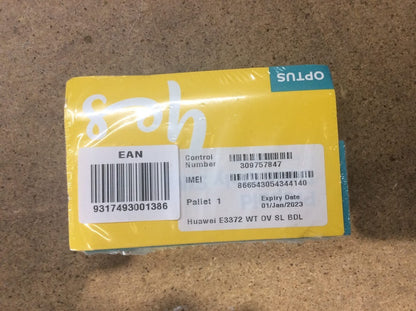 OPTUS
yes
EAN
9317493001386
Control Number 309757847
IMEI 866543054344140
Pallet 1
Expiry Date
01/Jan/2023
Huawei E3372 WT OV SL BDL